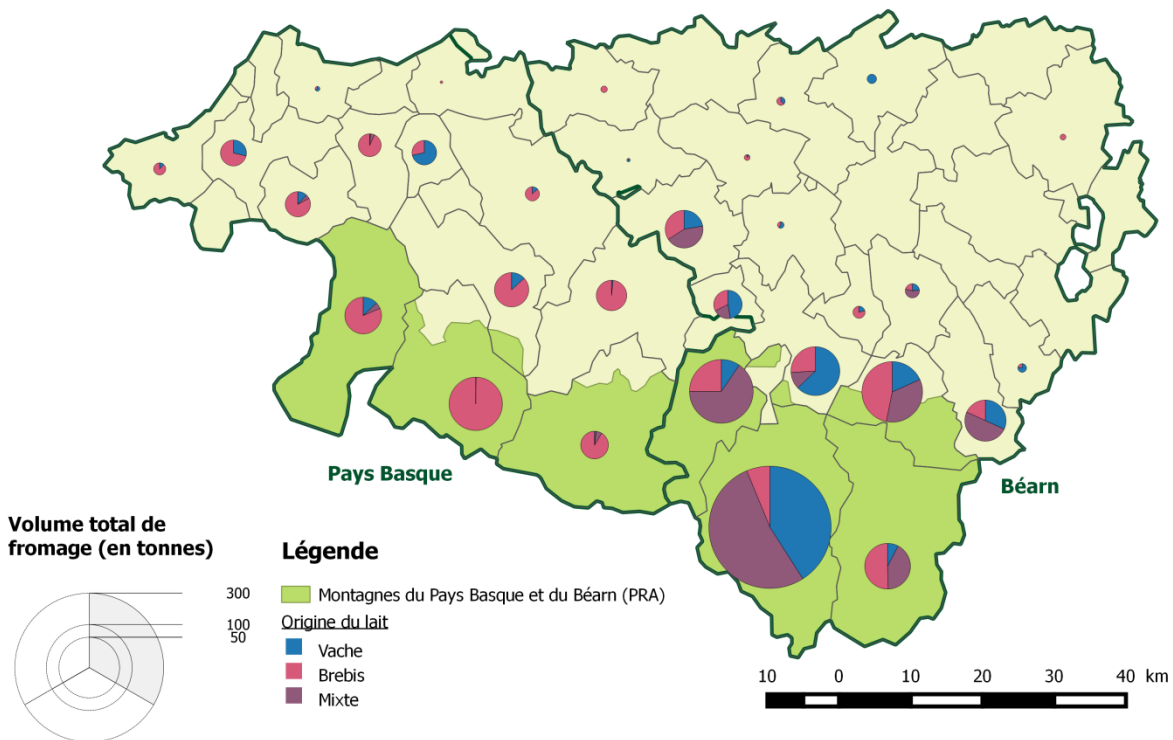 Pays Basque
Béarn
Volume total de
fromage (en tonnes)
300
100
50
Légende
Montagnes du Pays Basque et du Béarn (PRA)
Origine du lait
Vache
Brebis
Mixte
10 0 10 20 30 40 km